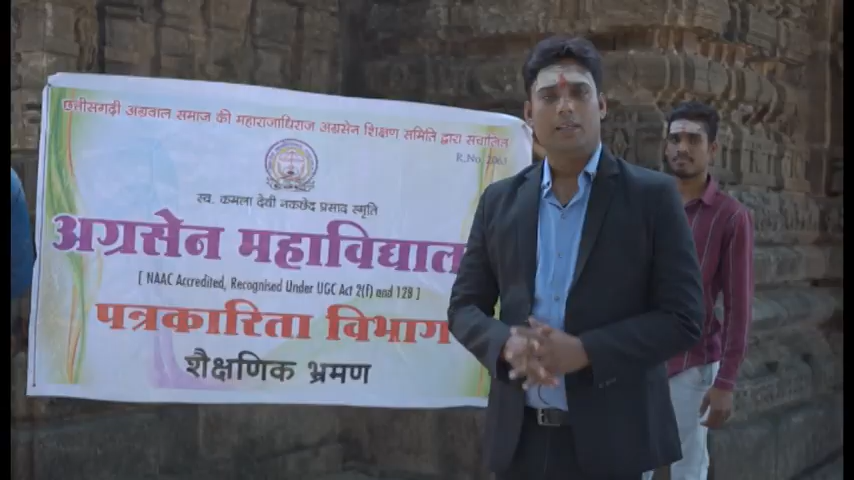 छत्तीसगढ़ी अग्रवाल समाज की महाराजाधिराज अग्रसेन शिक्षण समिति द्वारा संचालित
R.No. 2063
स्व. कमला देवी नकछेद प्रसाद स्मृति
अग्रसेन महाविद्याल
[ NAAC Accredited, Recognised Under UGC Act 2(f) and 12B ]
पत्रकारिता विभाग
शैक्षणिक भ्रमण